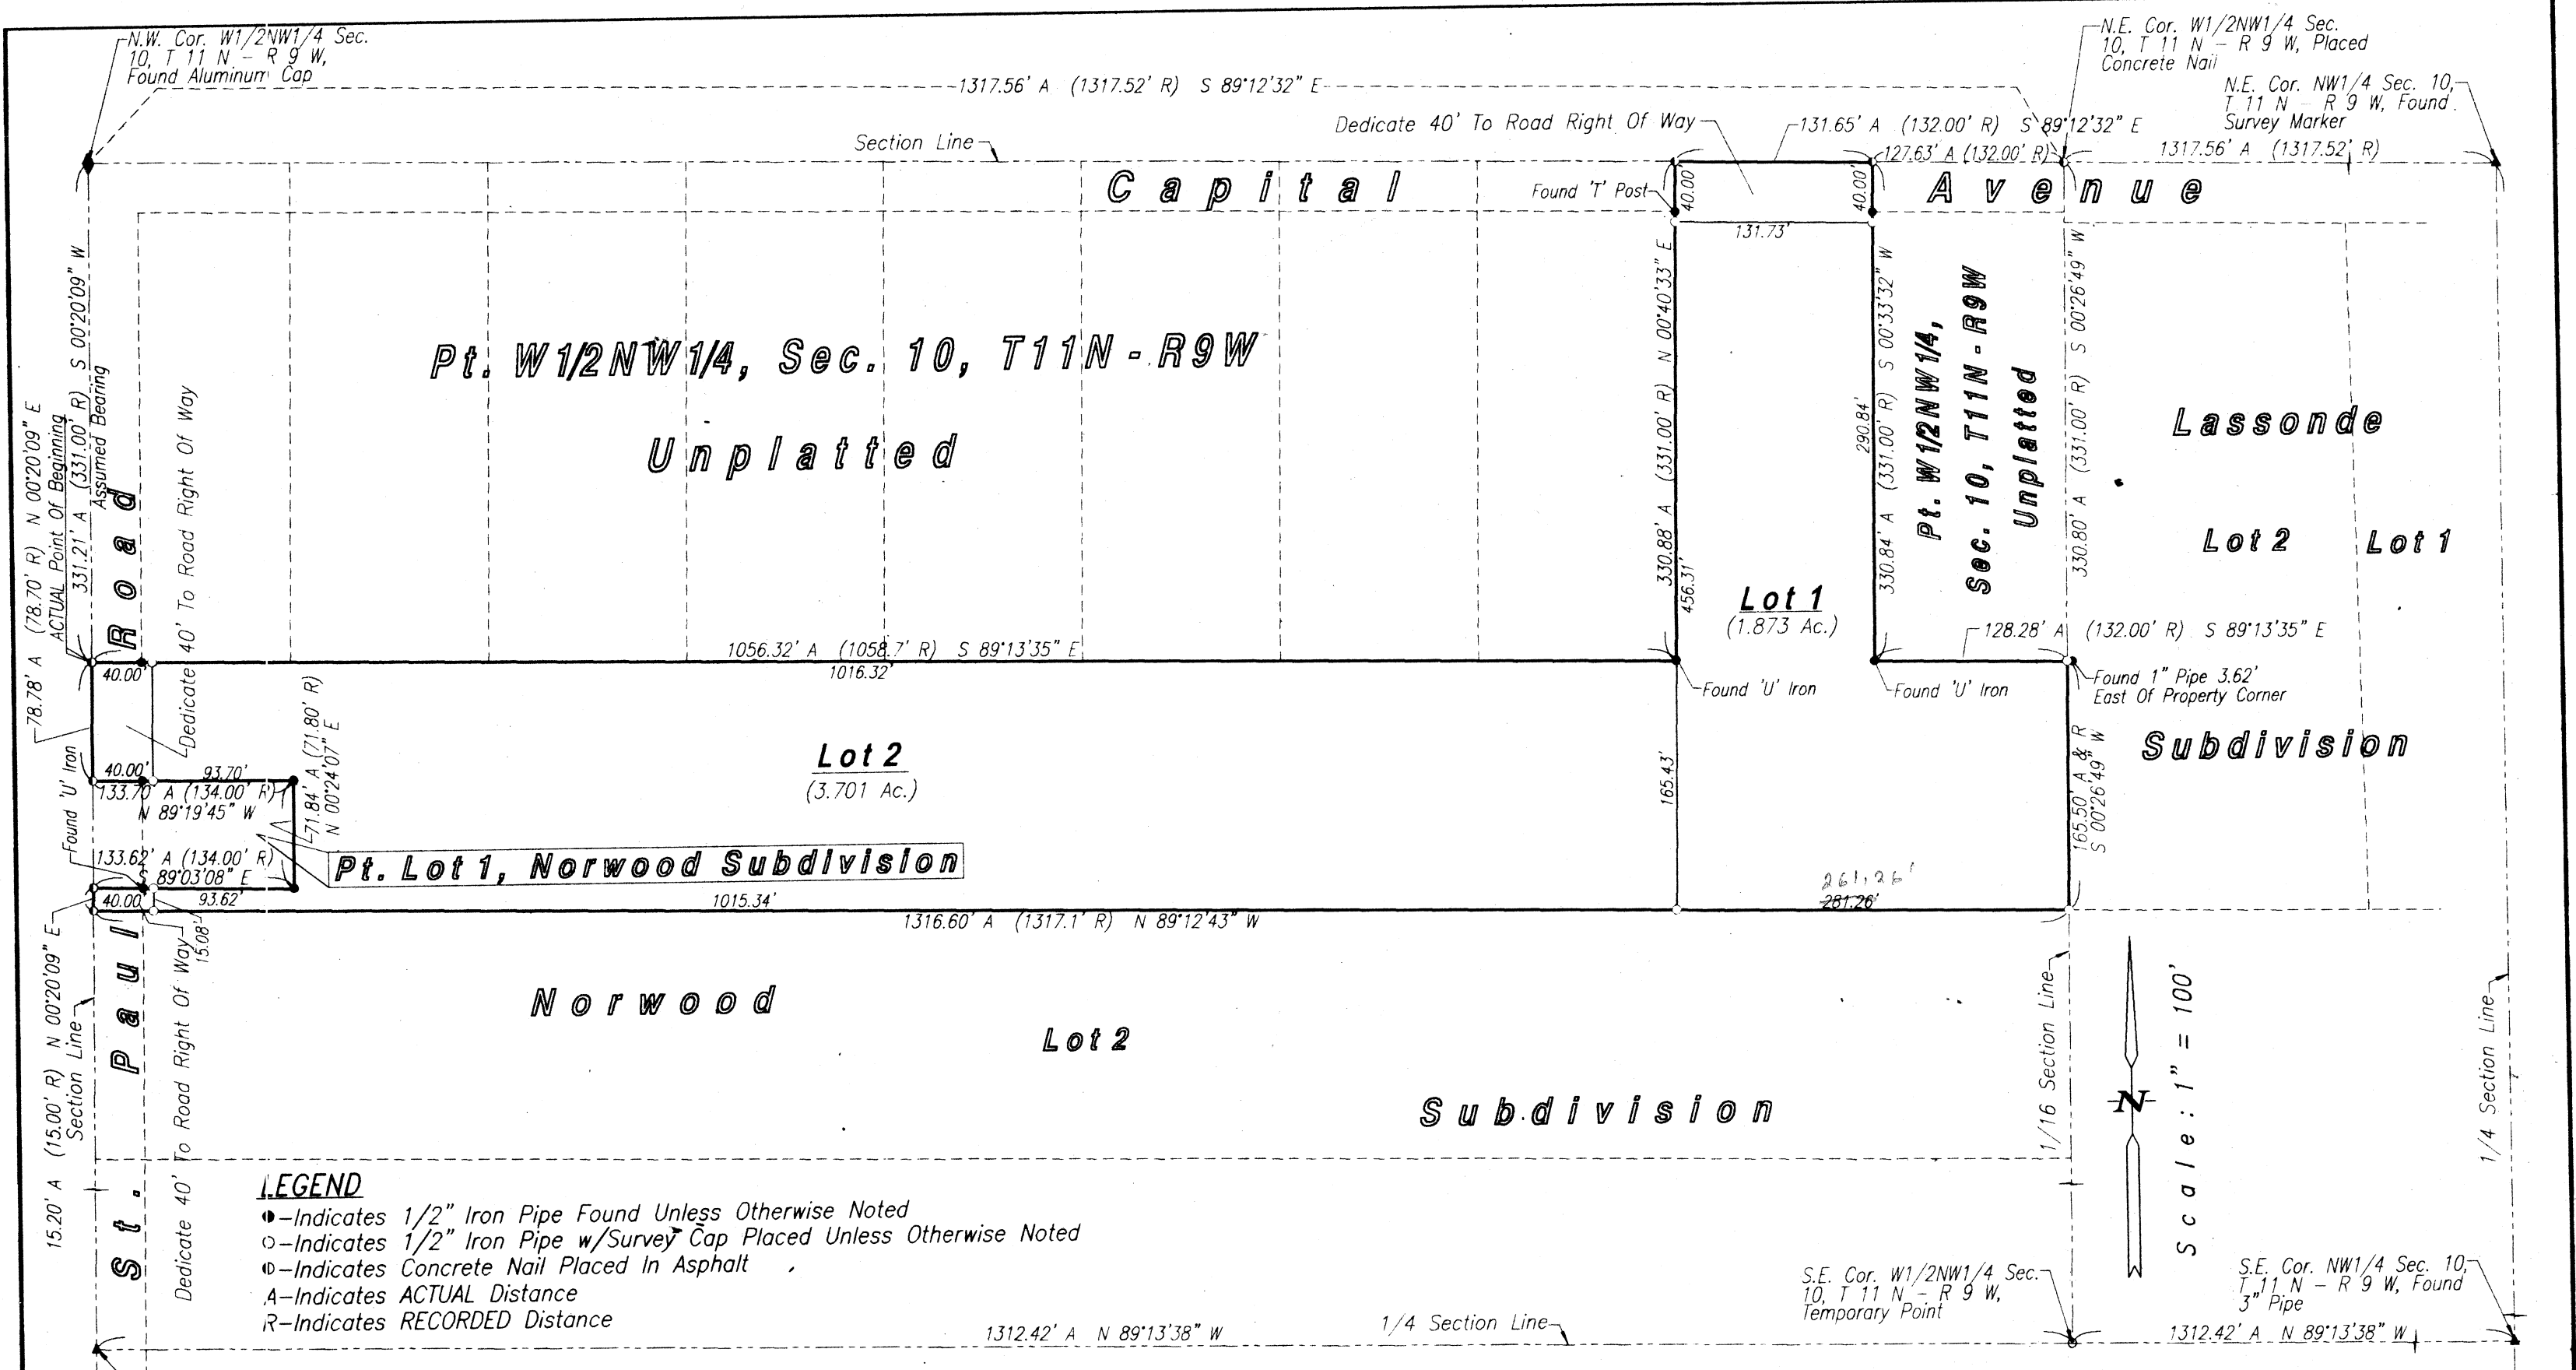 N.W. Cor. W1/2NW1/4 Sec.
10, T 11 N – R 9 W,
Found Aluminum Cap
1317.56' A (1317.52' R) S 89°12'32" E
N.E. Cor. W1/2NW1/4 Sec.
10, T 11 N – R 9 W, Placed
Concrete Nail
N.E. Cor. NW1/4 Sec. 10,
T 11 N – R 9 W, Found
Survey Marker
Section Line
Dedicate 40' To Road Right Of Way
131.65' A (132.00' R) S 89°12'32" E
127.63' A (132.00' R)
1317.56' A (1317.52' R)
Capital Avenue
Found 'T' Post
40.00'
40.00'
131.73'
Pt. W1/2NW1/4, Sec. 10, T11N - R9W
Unplatted
330.88' A (331.00' R) N 00°40'33" E
456.31'
290.84'
330.84' A (331.00' R) S 00°33'32" W
Pt. W1/2NW1/4,
Sec. 10, T11N - R9W
Unplatted
330.80' A (331.00' R) S 00°26'49" W
Lassonde
Lot 2
Lot 1
Subdivision
Lot 1
(1.873 Ac.)
128.28' A (132.00' R) S 89°13'35" E
Found 1" Pipe 3.62'
East Of Property Corner
Found 'U' Iron
Found 'U' Iron
78.78' A (78.70' R) N 00°20'09" E
ACTUAL Point Of Beginning
331.21' A (331.00' R) S 00°20'09" W
Assumed Bearing
Dedicate 40' To Road Right Of Way
1056.32' A (1058.7' R) S 89°13'35" E
1016.32'
40.00'
Lot 2
(3.701 Ac.)
165.43'
165.50' A & R
S 00°26'49" W
Found 'U' Iron
40.00'
93.70'
133.70' A (134.00' R)
N 89°19'45" W
71.84' A (71.80' R)
N 00°24'07" E
Pt. Lot 1, Norwood Subdivision
133.62' A (134.00' R)
S 89°03'08" E
40.00'
93.62'
15.08'
1015.34'
1316.60' A (1317.1' R) N 89°12'43" W
261.26'
281.26'
15.20' A (15.00' R) N 00°20'09" E
Section Line
St. Paul Road
Dedicate 40' To Road Right Of Way
Norwood
Lot 2
Subdivision
1/16 Section Line
N
Scale: 1" = 100'
1/4 Section Line
LEGEND
-Indicates 1/2" Iron Pipe Found Unless Otherwise Noted
-Indicates 1/2" Iron Pipe w/Survey Cap Placed Unless Otherwise Noted
-Indicates Concrete Nail Placed In Asphalt
A-Indicates ACTUAL Distance
R-Indicates RECORDED Distance
1312.42' A N 89°13'38" W
1/4 Section Line
S.E. Cor. W1/2NW1/4 Sec.
10, T 11 N – R 9 W,
Temporary Point
S.E. Cor. NW1/4 Sec. 10,
T 11 N – R 9 W, Found
3" Pipe
1312.42' A N 89°13'38" W